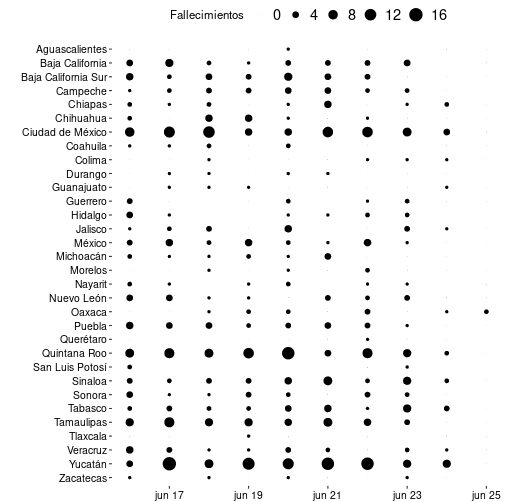 Fallecimientos 0 4 8 12 16
Aguascalientes
Baja California
Baja California Sur
Campeche
Chiapas
Chihuahua
Ciudad de México
Coahuila
Colima
Durango
Guanajuato
Guerrero
Hidalgo
Jalisco
México
Michoacán
Morelos
Nayarit
Nuevo León
Oaxaca
Puebla
Querétaro
Quintana Roo
San Luis Potosí
Sinaloa
Sonora
Tabasco
Tamaulipas
Tlaxcala
Veracruz
Yucatán
Zacatecas
jun 17 jun 19 jun 21 jun 23 jun 25